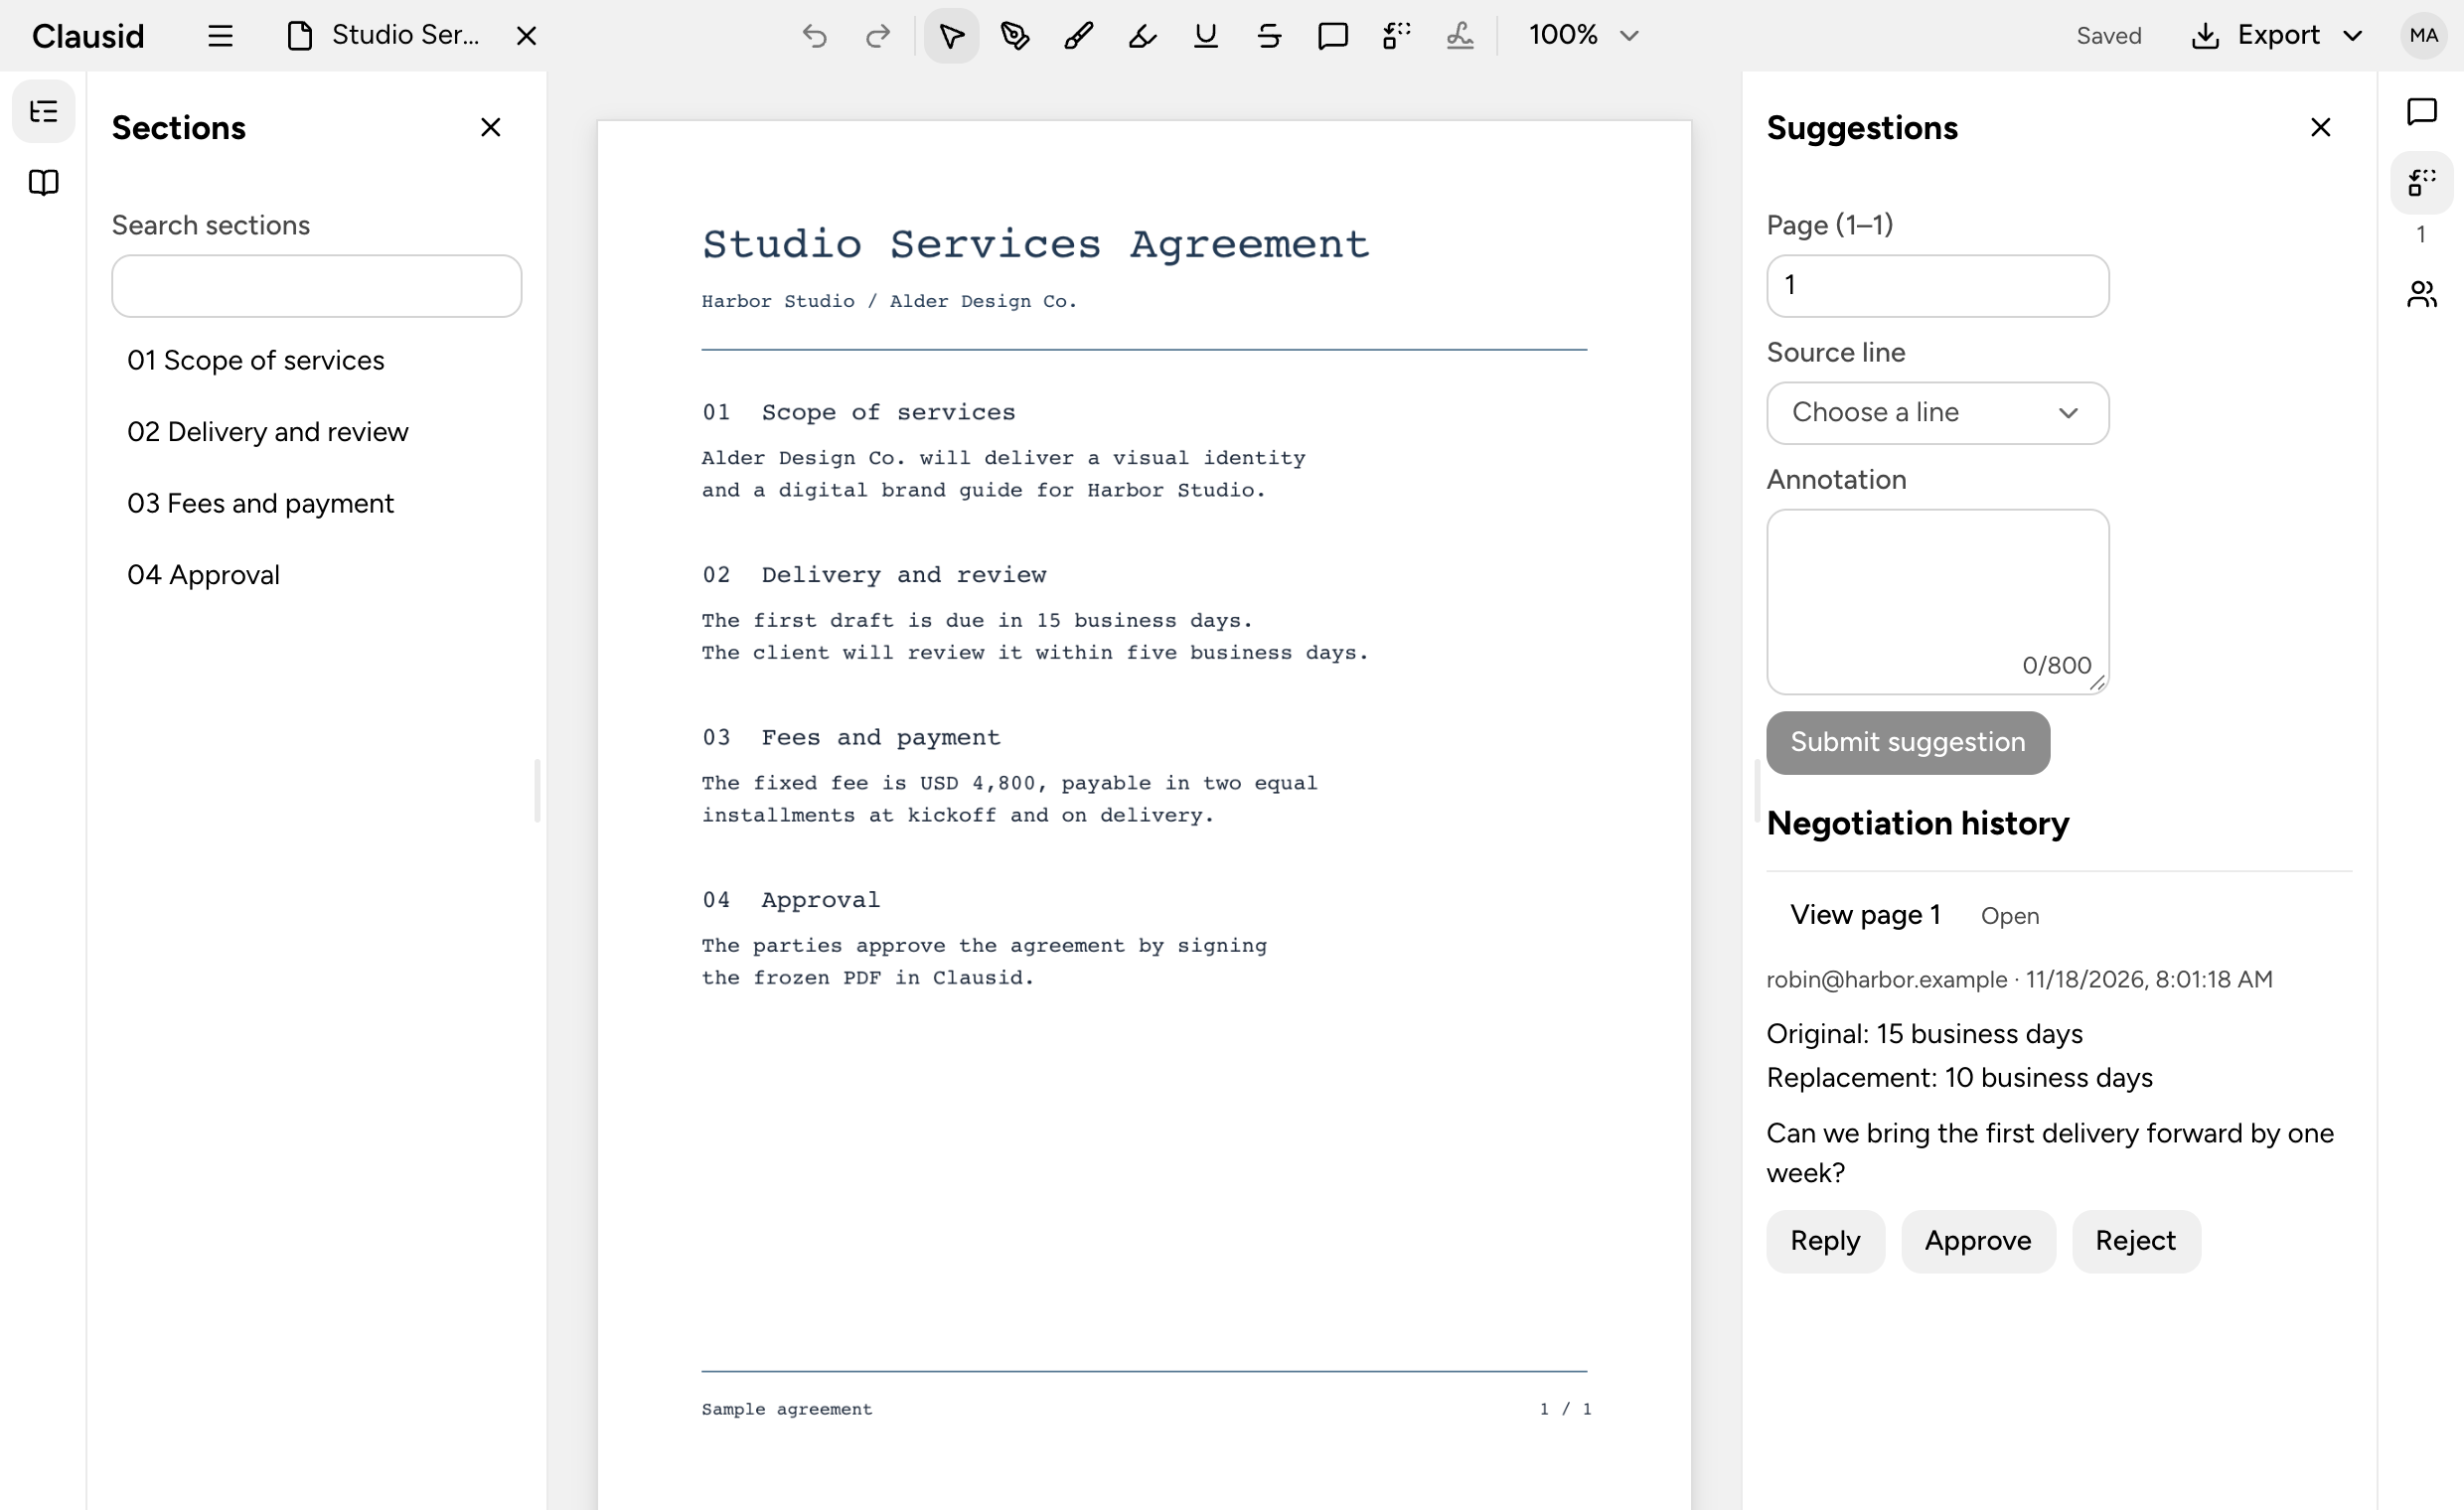 Clausid
Studio Ser...
100%
Saved
Export
MA
Sections
Search sections
01 Scope of services
02 Delivery and review
03 Fees and payment
04 Approval
Studio Services Agreement
Harbor Studio / Alder Design Co.
01 Scope of services
Alder Design Co. will deliver a visual identity
and a digital brand guide for Harbor Studio.
02 Delivery and review
The first draft is due in 15 business days.
The client will review it within five business days.
03 Fees and payment
The fixed fee is USD 4,800, payable in two equal
installments at kickoff and on delivery.
04 Approval
The parties approve the agreement by signing
the frozen PDF in Clausid.
Sample agreement
1 / 1
Suggestions
Page (1–1)
1
Source line
Choose a line
Annotation
0/800
Submit suggestion
Negotiation history
View page 1
Open
robin@harbor.example · 11/18/2026, 8:01:18 AM
Original: 15 business days
Replacement: 10 business days
Can we bring the first delivery forward by one
week?
Reply
Approve
Reject
1